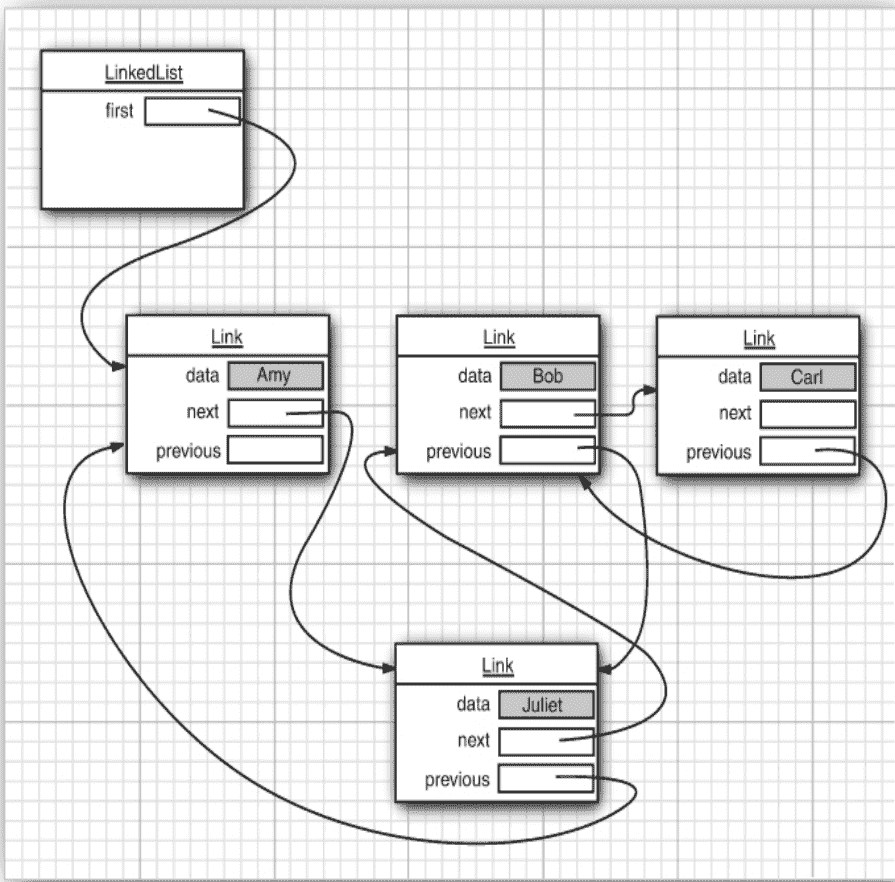 LinkedList
first
Link
data Amy
next
previous
Link
data Bob
next
previous
Link
data Carl
next
previous
Link
data Juliet
next
previous